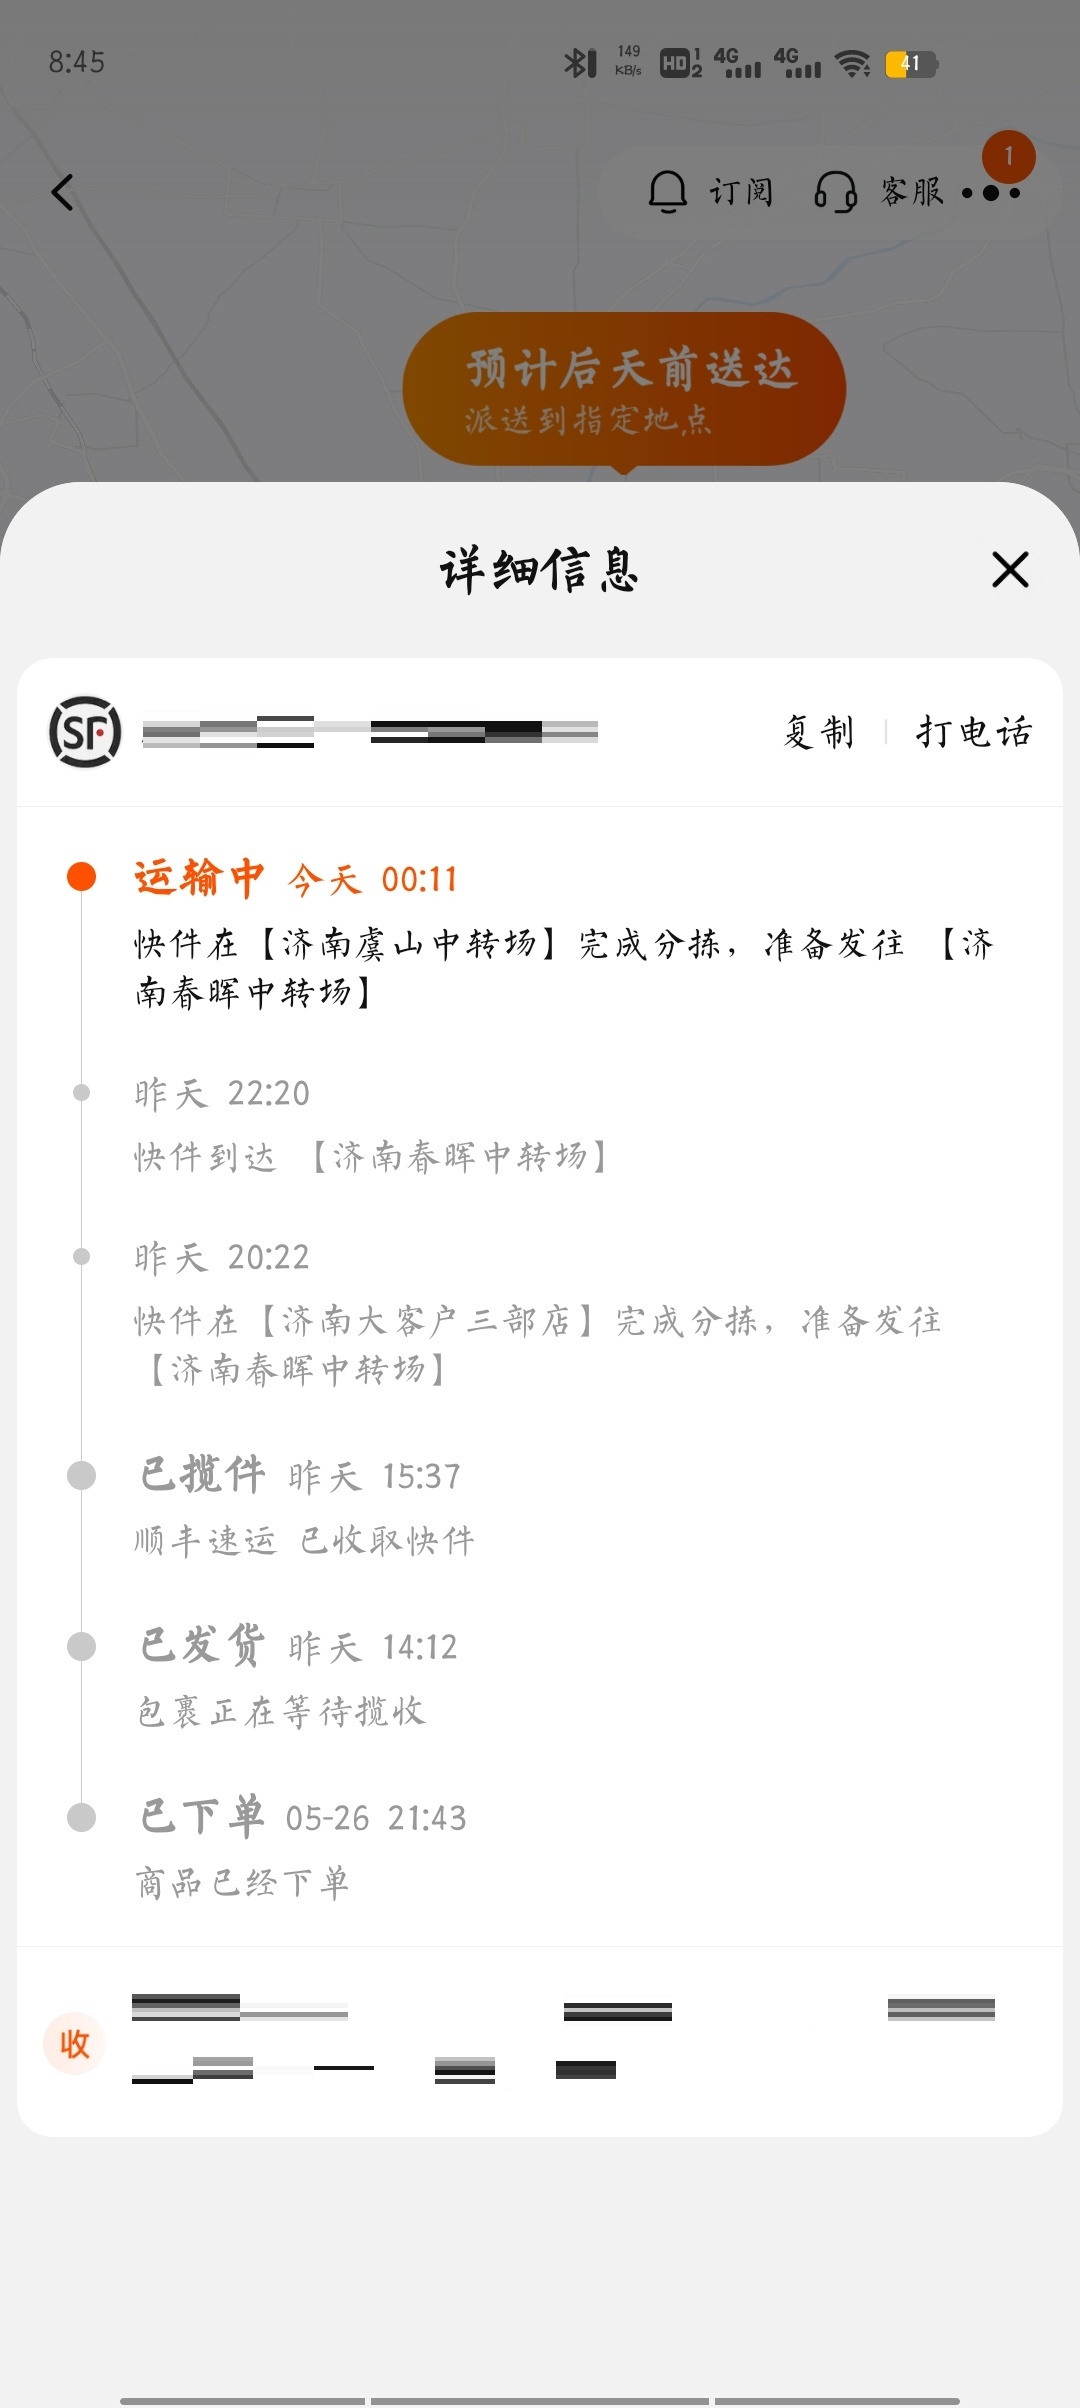 8:45
149
KB/s
HD 1 2
4G
4G
41
1
订阅
客服
预计后天前送达
派送到指定地点
详细信息
SF
复制
打电话
运输中 今天 00:11
快件在【济南虞山中转场】完成分拣，准备发往 【济
南春晖中转场】
昨天 22:20
快件到达 【济南春晖中转场】
昨天 20:22
快件在【济南大客户三部店】完成分拣，准备发往
【济南春晖中转场】
已揽件 昨天 15:37
顺丰速运 已收取快件
已发货 昨天 14:12
包裹正在等待揽收
已下单 05-26 21:43
商品已经下单
收